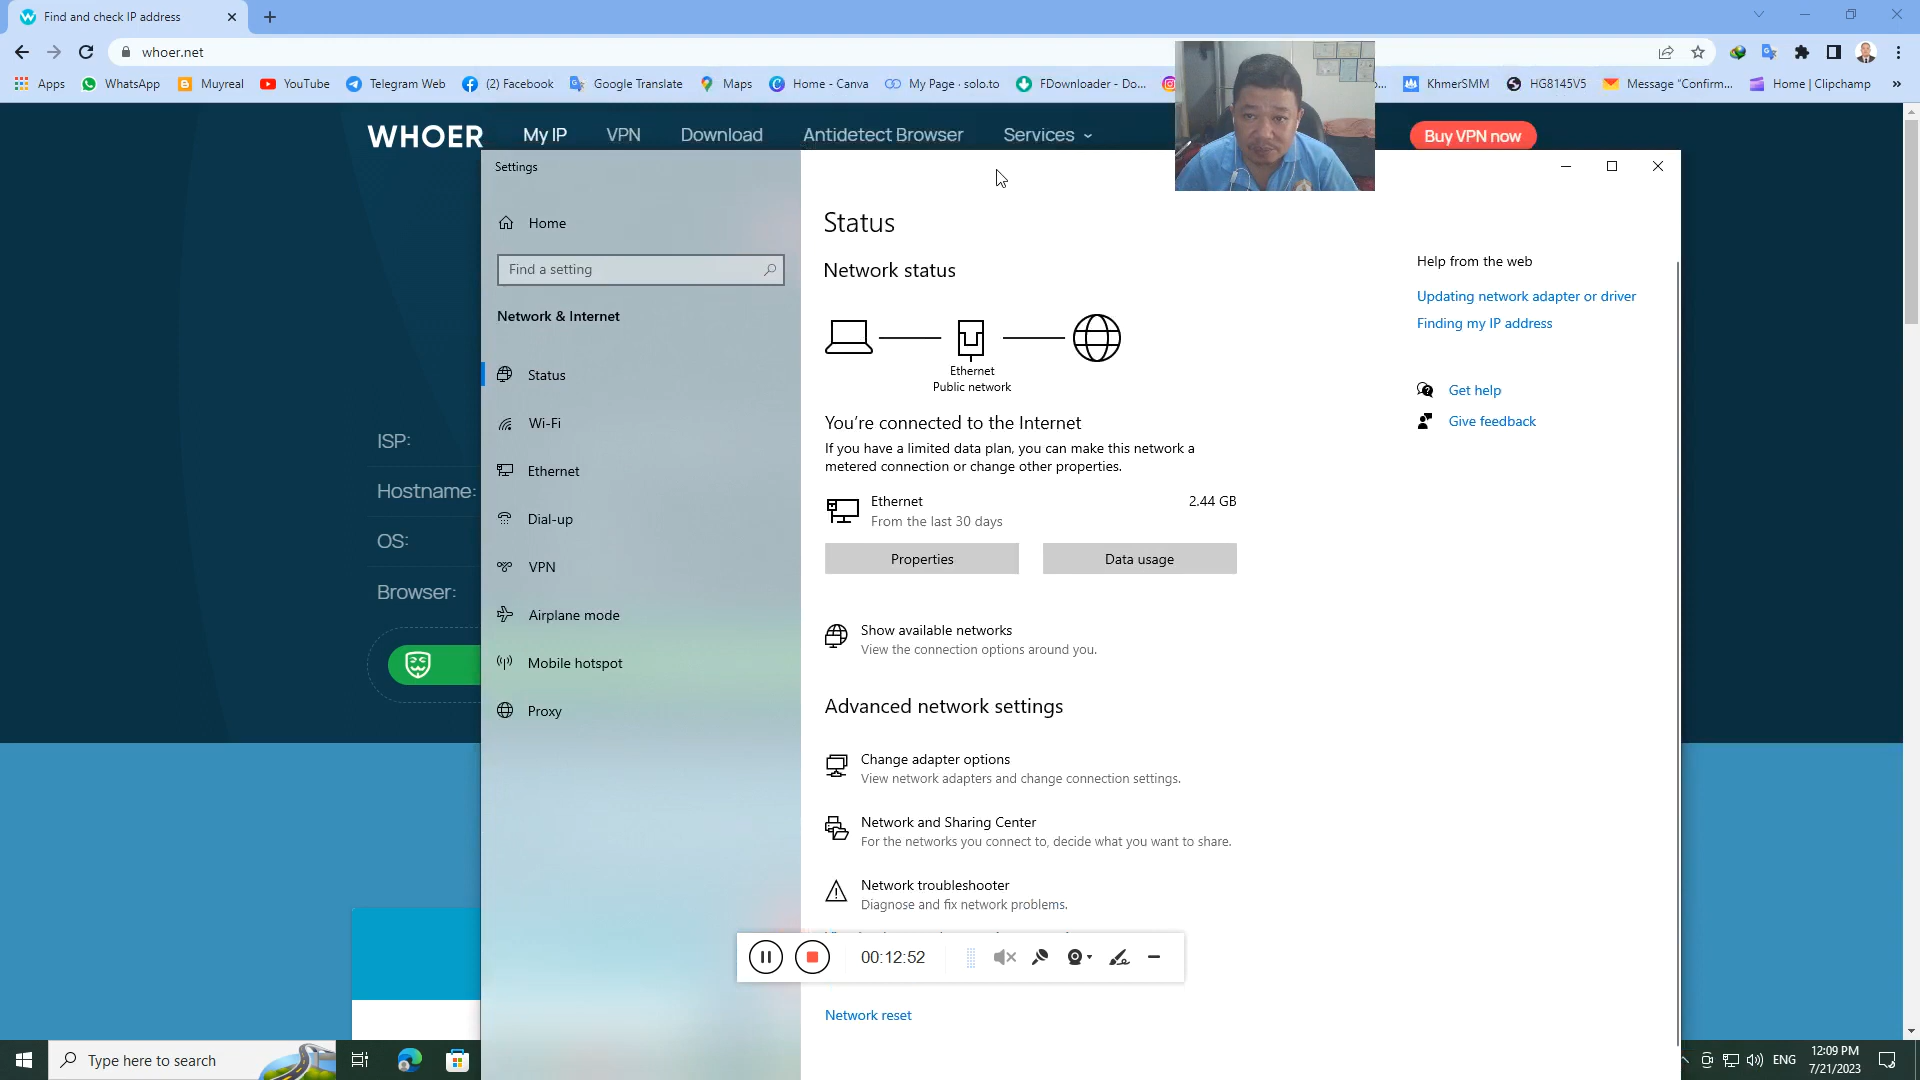 Find and check IP address
whoer.net
Apps
WhatsApp
Muyreal
YouTube
Telegram Web
(2) Facebook
Google Translate
Maps
Home - Canva
My Page · solo.to
FDownloader - Do...
KhmerSMM
HG8145V5
Message “Confirm...
Home | Clipchamp
»
WHOER
My IP
VPN
Download
Antidetect Browser
Services
Buy VPN now
ISP:
Hostname:
OS:
Browser:
Settings
Home
Find a setting
Network & Internet
Status
Wi-Fi
Ethernet
Dial-up
VPN
Airplane mode
Mobile hotspot
Proxy
Status
Network status
Ethernet
Public network
You’re connected to the Internet
If you have a limited data plan, you can make this network a
metered connection or change other properties.
Ethernet
2.44 GB
From the last 30 days
Properties
Data usage
Show available networks
View the connection options around you.
Advanced network settings
Change adapter options
View network adapters and change connection settings.
Network and Sharing Center
For the networks you connect to, decide what you want to share.
Network troubleshooter
Diagnose and fix network problems.
Network reset
Help from the web
Updating network adapter or driver
Finding my IP address
Get help
Give feedback
00:12:52
Type here to search
ENG
12:09 PM
7/21/2023